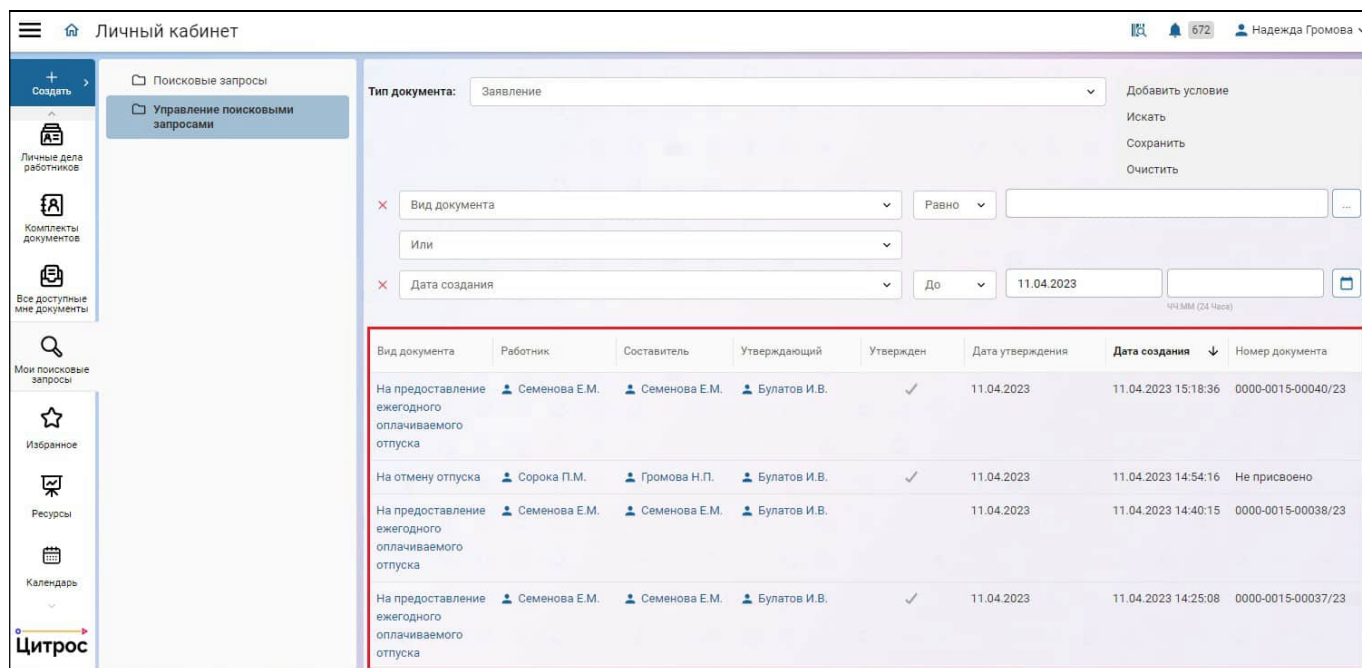 Личный кабинет
672
Надежда Громова
Создать
Личные дела
работников
Комплекты
документов
Все доступные
мне документы
Мои поисковые
запросы
Избранное
Ресурсы
Календарь
Цитрос
Поисковые запросы
Управление поисковыми
запросами
Тип документа: Заявление
Добавить условие
Искать
Сохранить
Очистить
Вид документа Равно ...
Или
Дата создания До 11.04.2023
ЧЧ:ММ (24 Часа)
Вид документа Работник Составитель Утверждающий Утвержден Дата утверждения Дата создания Номер документа
На предоставление Семенова Е.М. Семенова Е.М. Булатов И.В. 11.04.2023 11.04.2023 15:18:36 0000-0015-00040/23
ежегодного
оплачиваемого
отпуска
На отмену отпуска Сорока П.М. Громова Н.П. Булатов И.В. 11.04.2023 11.04.2023 14:54:16 Не присвоено
На предоставление Семенова Е.М. Семенова Е.М. Булатов И.В. 11.04.2023 11.04.2023 14:40:15 0000-0015-00038/23
ежегодного
оплачиваемого
отпуска
На предоставление Семенова Е.М. Семенова Е.М. Булатов И.В. 11.04.2023 11.04.2023 14:25:08 0000-0015-00037/23
ежегодного
оплачиваемого
отпуска